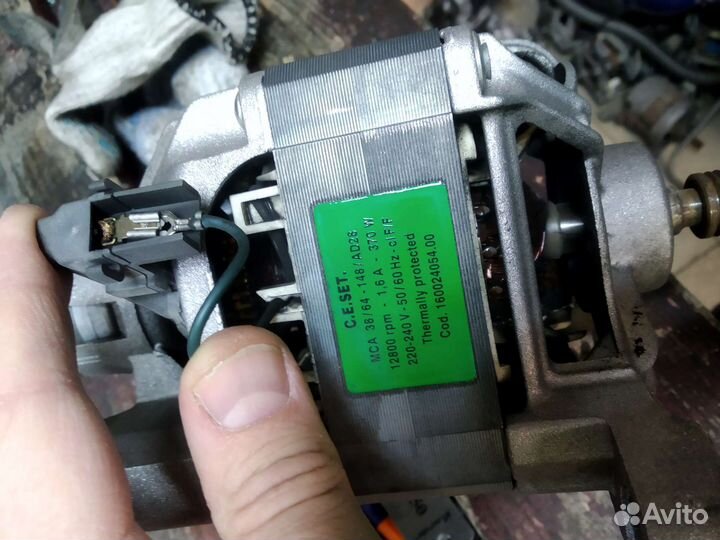 C.E.SET.
MCA 38/64-148/AD26
12800 rpm - 1,6 A - 370 W
220-240 V - 50/60 Hz - cl F/F
Thermally protected
Cod. 160024054.00
Avito